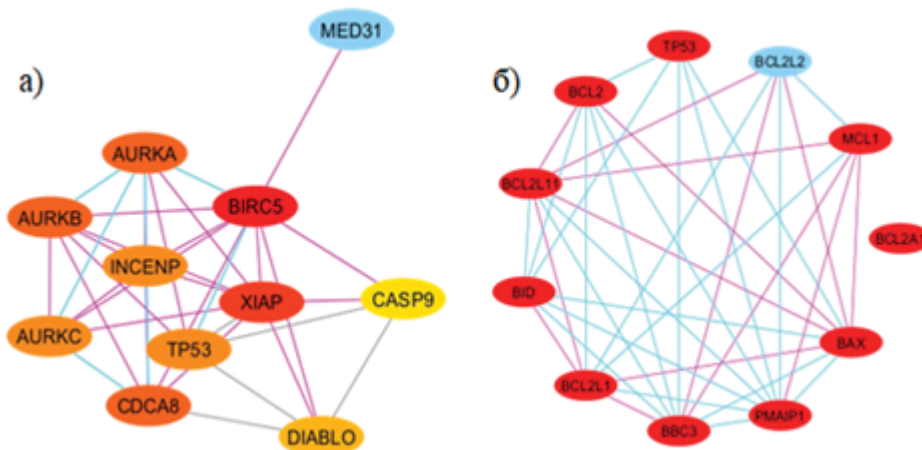 а)
MED31
AURKA
AURKB
BIRC5
INCENP
XIAP
CASP9
AURKC
TP53
CDCA8
DIABLO
б)
TP53
BCL2L2
BCL2
MCL1
BCL2L11
BCL2A1
BID
BAX
BCL2L1
PMAIP1
BBC3